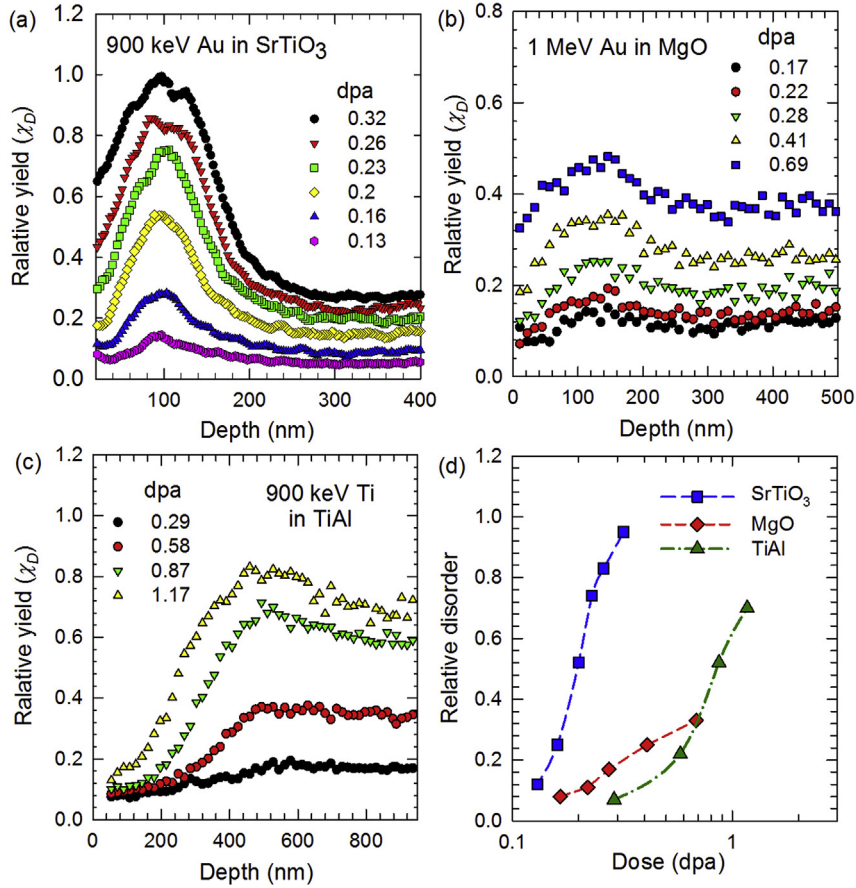 (a)
900 keV Au in SrTiO3
dpa
0.32
0.26
0.23
0.2
0.16
0.13
Ralative yield (χD)
1.2
1.0
0.8
0.6
0.4
0.2
0.0
100 200 300 400
Depth (nm)
(b)
1 MeV Au in MgO
dpa
0.17
0.22
0.28
0.41
0.69
Ralative yield (χD)
0.8
0.6
0.4
0.2
0.0
0 100 200 300 400 500
Depth (nm)
(c)
dpa
0.29
0.58
0.87
1.17
900 keV Ti
in TiAl
Ralative yield (χD)
1.2
1.0
0.8
0.6
0.4
0.2
0.0
0 200 400 600 800
Depth (nm)
(d)
SrTiO3
MgO
TiAl
Relative disorder
1.2
1.0
0.8
0.6
0.4
0.2
0.0
0.1 1
Dose (dpa)